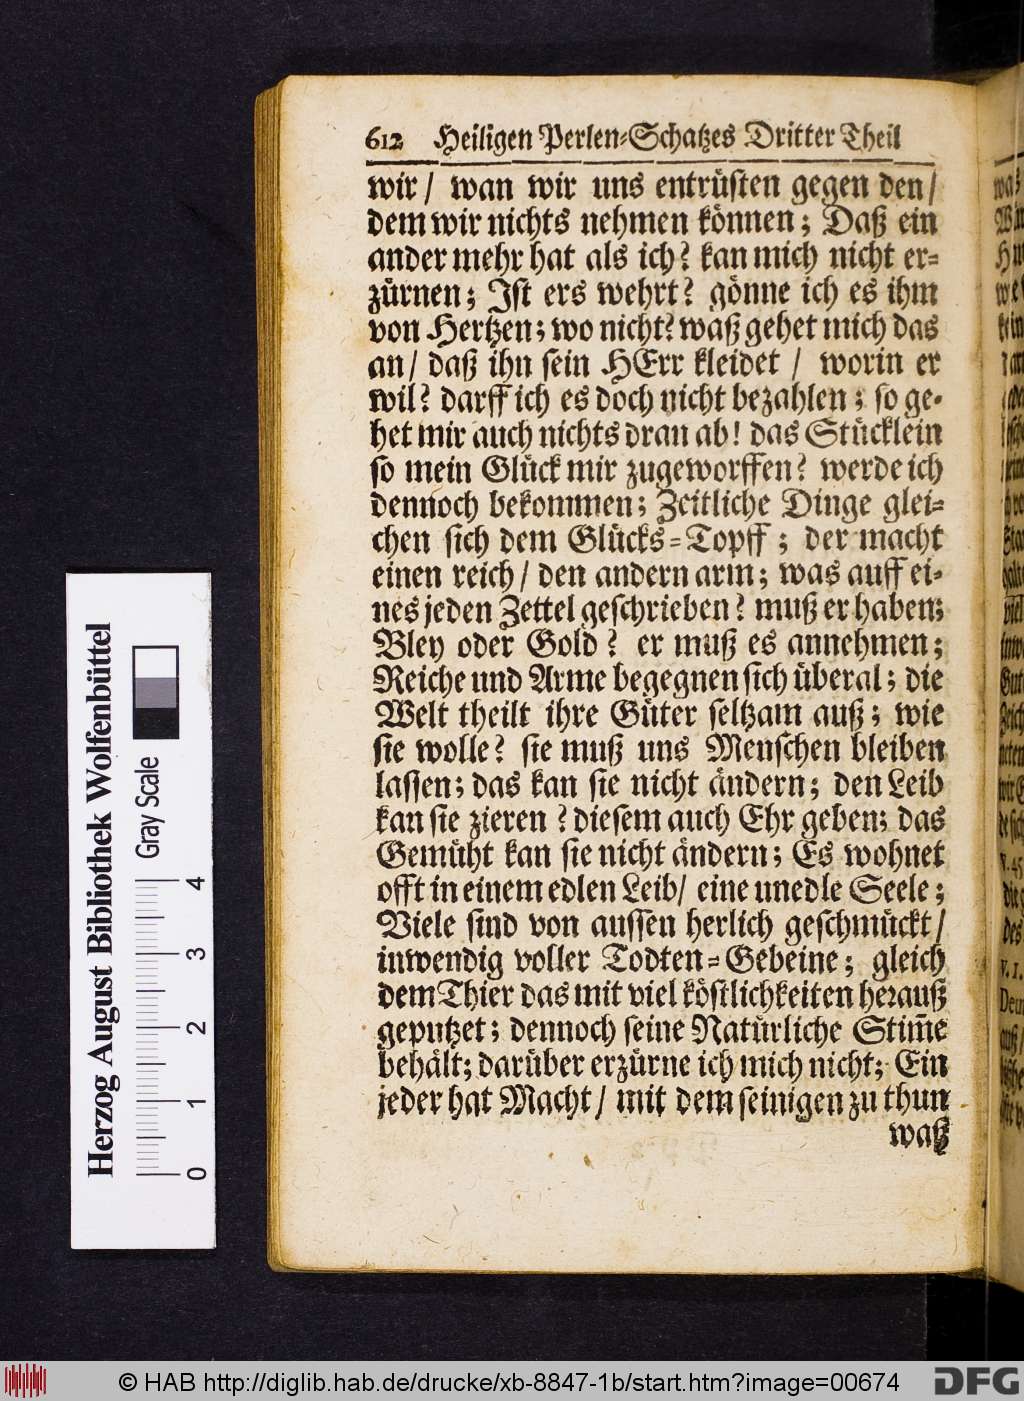 612 Heiligen Perlen-Schatzes Dritter Theil
wir / wan wir uns entrüsten gegen den /
dem wir nichts nehmen können; Daß ein
ander mehr hat als ich? kan mich nicht er-
zürnen; Ist ers wehrt? gönne ich es ihm
von Hertzen; wo nicht? waß gehet mich das
an / daß ihn sein HErr kleidet / worin er
wil? darff ich es doch nicht bezahlen; so ge-
het mir auch nichts dran ab! das Stücklein
so mein Glück mir zugeworffen? werde ich
dennoch bekommen; Zeitliche Dinge glei-
chen sich dem Glücks-Topff; der macht
einen reich / den andern arm; was auff ei-
nes jeden Zettel geschrieben? muß er haben;
Bley oder Gold? er muß es annehmen;
Reiche und Arme begegnen sich überal; die
Welt theilt ihre Güter seltzam auß; wie
sie wolle? sie muß uns Menschen bleiben
lassen; das kan sie nicht ändern; den Leib
kan sie zieren? diesem auch Ehr geben; das
Gemüht kan sie nicht ändern; Es wohnet
offt in einem edlen Leib / eine unedle Seele;
Viele sind von aussen herlich geschmückt /
inwendig voller Todten-Gebeine; gleich
dem Thier das mit viel köstlichkeiten herauß
geputzet; dennoch seine Natürliche Stim̃e
behält; darüber erzürne ich mich nicht; Ein
jeder hat Macht / mit dem seinigen zu thun
waß
Herzog August Bibliothek Wolfenbüttel
Gray Scale
0 1 2 3 4
© HAB http://diglib.hab.de/drucke/xb-8847-1b/start.htm?image=00674
DFG